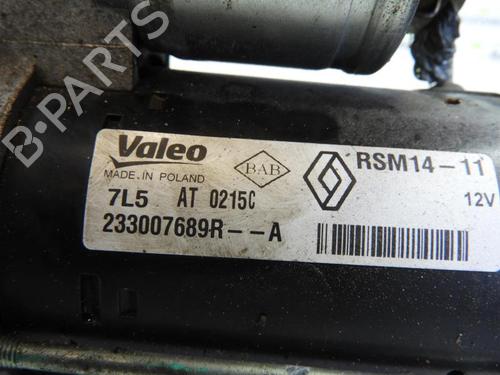 B-PARTS
Valeo
MADE IN POLAND
BAB
RSM14-11
7L5 AT 0215C
12V
233007689R--A